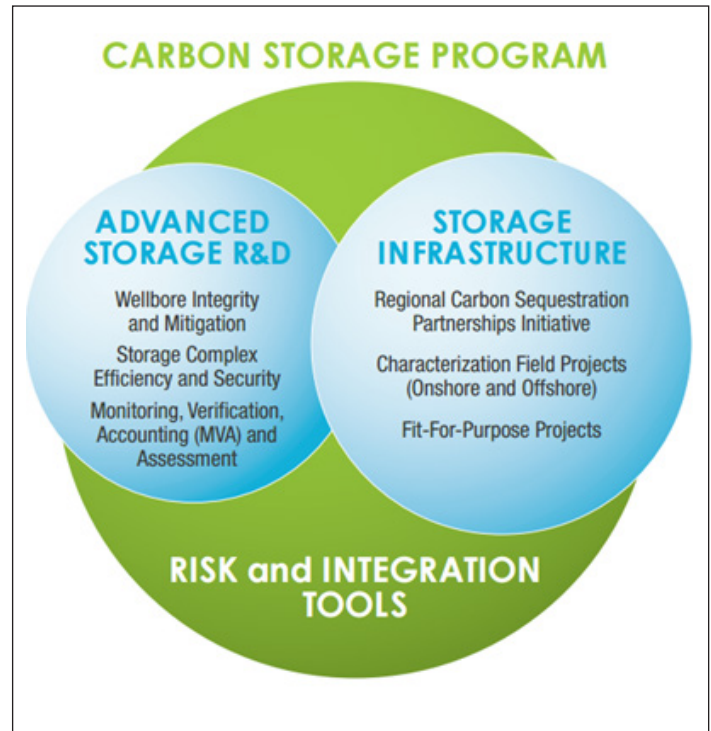 CARBON STORAGE PROGRAM
ADVANCED
STORAGE R&D
Wellbore Integrity
and Mitigation
Storage Complex
Efficiency and Security
Monitoring, Verification,
Accounting (MVA) and
Assessment
STORAGE
INFRASTRUCTURE
Regional Carbon Sequestration
Partnerships Initiative
Characterization Field Projects
(Onshore and Offshore)
Fit-For-Purpose Projects
RISK and INTEGRATION
TOOLS